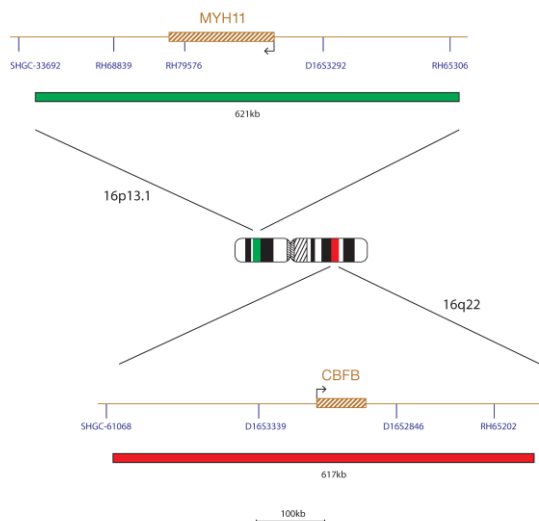 MYH11
SHGC-33692 RH68839 RH79576 D16S3292 RH65306
621kb
16p13.1
16q22
CBFB
SHGC-61068 D16S3339 D16S2846 RH65202
617kb
100kb